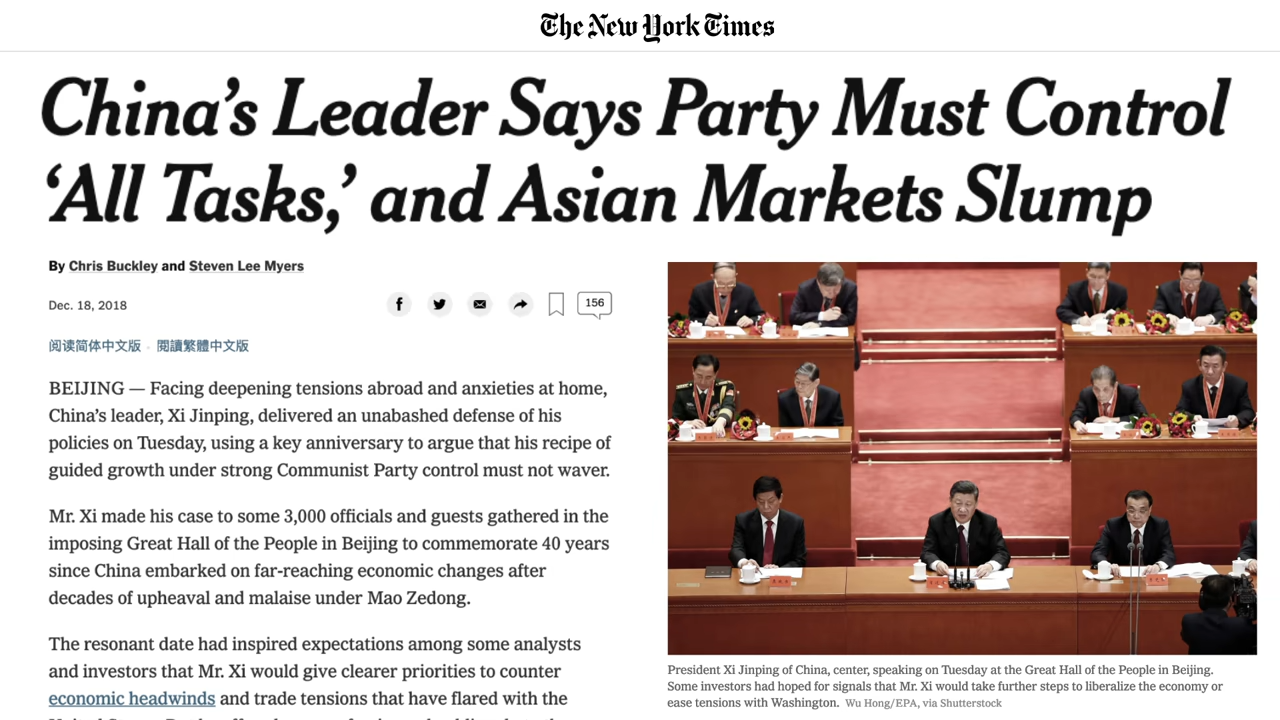 The New York Times
China’s Leader Says Party Must Control
‘All Tasks,’ and Asian Markets Slump
By Chris Buckley and Steven Lee Myers
Dec. 18, 2018
156
阅读简体中文版 · 閱讀繁體中文版
BEIJING — Facing deepening tensions abroad and anxieties at home,
China’s leader, Xi Jinping, delivered an unabashed defense of his
policies on Tuesday, using a key anniversary to argue that his recipe of
guided growth under strong Communist Party control must not waver.
Mr. Xi made his case to some 3,000 officials and guests gathered in the
imposing Great Hall of the People in Beijing to commemorate 40 years
since China embarked on far-reaching economic changes after
decades of upheaval and malaise under Mao Zedong.
The resonant date had inspired expectations among some analysts
and investors that Mr. Xi would give clearer priorities to counter
economic headwinds and trade tensions that have flared with the
President Xi Jinping of China, center, speaking on Tuesday at the Great Hall of the People in Beijing.
Some investors had hoped for signals that Mr. Xi would take further steps to liberalize the economy or
ease tensions with Washington. Wu Hong/EPA, via Shutterstock